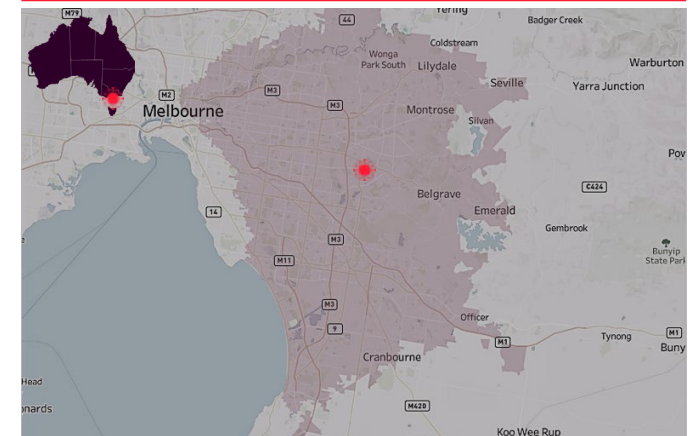 M79
44
Yering
Badger Creek
Coldstream
Wonga
Park South
Lilydale
Warburton
Seville
Yarra Junction
M2
M3
M3
Melbourne
Montrose
Silvan
Belgrave
C424
14
Emerald
Gembrook
M3
M11
Bunyip
State Park
M3
9
Officer
M1
Tynong
M1
Buny
Cranbourne
Head
onards
M420
Koo Wee Rup